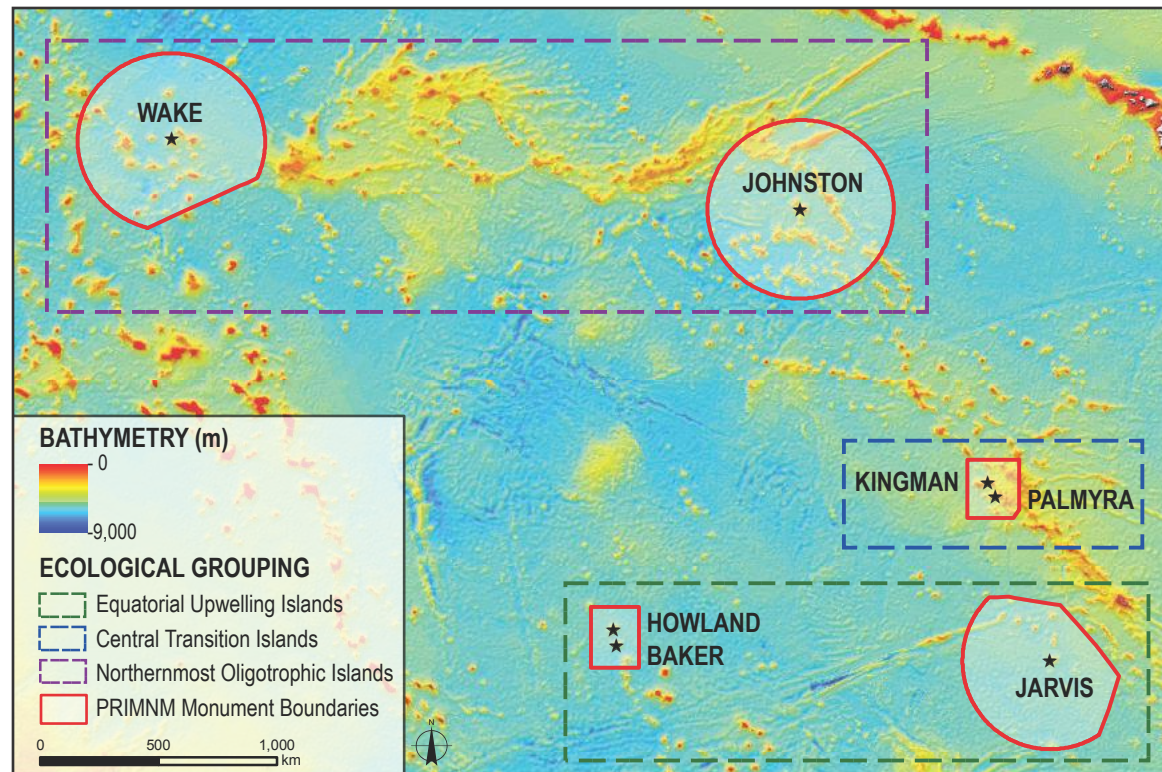 WAKE
JOHNSTON
KINGMAN
PALMYRA
HOWLAND
BAKER
JARVIS
BATHYMETRY (m)
0
-9,000
ECOLOGICAL GROUPING
Equatorial Upwelling Islands
Central Transition Islands
Northernmost Oligotrophic Islands
PRIMNM Monument Boundaries
0 500 1,000
km
N